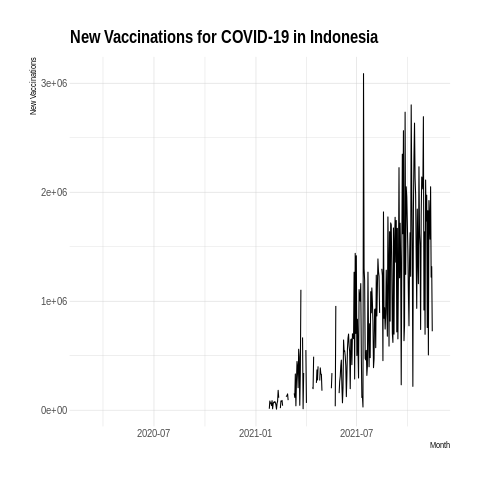 New Vaccinations for COVID-19 in Indonesia
New Vaccinations
3e+06
2e+06
1e+06
0e+00
2020-07
2021-01
2021-07
Month